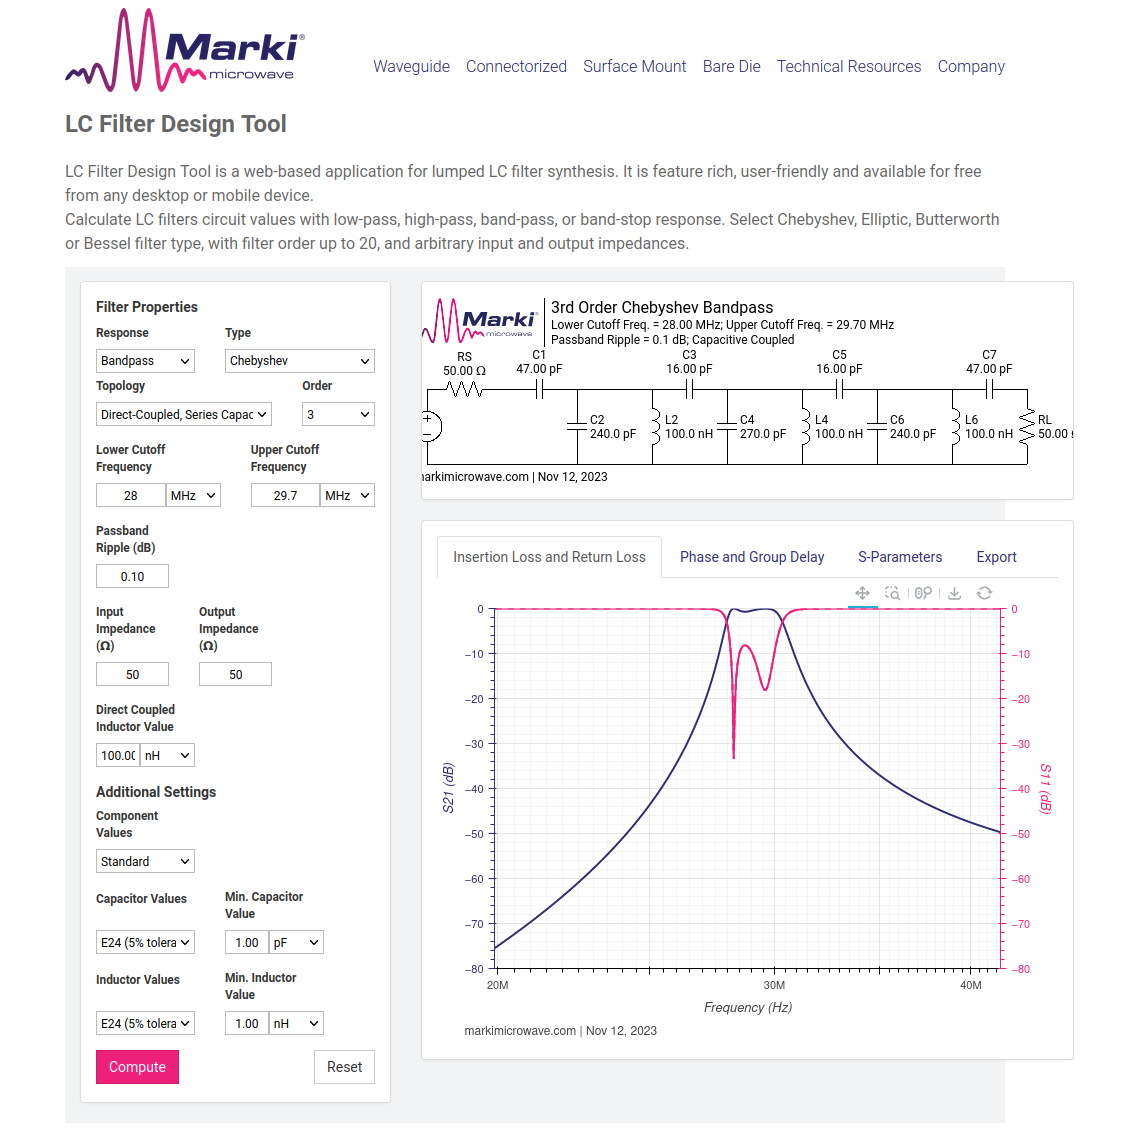 Marki®
microwave
Waveguide Connectorized Surface Mount Bare Die Technical Resources Company
LC Filter Design Tool
LC Filter Design Tool is a web-based application for lumped LC filter synthesis. It is feature rich, user-friendly and available for free
from any desktop or mobile device.
Calculate LC filters circuit values with low-pass, high-pass, band-pass, or band-stop response. Select Chebyshev, Elliptic, Butterworth
or Bessel filter type, with filter order up to 20, and arbitrary input and output impedances.
Filter Properties
Response Type
Bandpass Chebyshev
Topology Order
Direct-Coupled, Series Capac 3
Lower Cutoff Upper Cutoff
Frequency Frequency
28 MHz 29.7 MHz
Passband
Ripple (dB)
0.10
Input Output
Impedance Impedance
(Ω) (Ω)
50 50
Direct Coupled
Inductor Value
100.00 nH
Additional Settings
Component
Values
Standard
Capacitor Values Min. Capacitor
Value
E24 (5% tolera 1.00 pF
Inductor Values Min. Inductor
Value
E24 (5% tolera 1.00 nH
Compute Reset
Marki®
microwave
3rd Order Chebyshev Bandpass
Lower Cutoff Freq. = 28.00 MHz; Upper Cutoff Freq. = 29.70 MHz
Passband Ripple = 0.1 dB; Capacitive Coupled
RS C1 C3 C5 C7
50.00 Ω 47.00 pF 16.00 pF 16.00 pF 47.00 pF
C2 L2 C4 L4 C6 L6 RL
240.0 pF 100.0 nH 270.0 pF 100.0 nH 240.0 pF 100.0 nH 50.00
arkimicrowave.com | Nov 12, 2023
Insertion Loss and Return Loss Phase and Group Delay S-Parameters Export
0 0
−10 −10
−20 −20
−30 −30
−40 −40
−50 −50
−60 −60
−70 −70
−80 −80
S21 (dB)
S11 (dB)
20M 30M 40M
Frequency (Hz)
markimicrowave.com | Nov 12, 2023